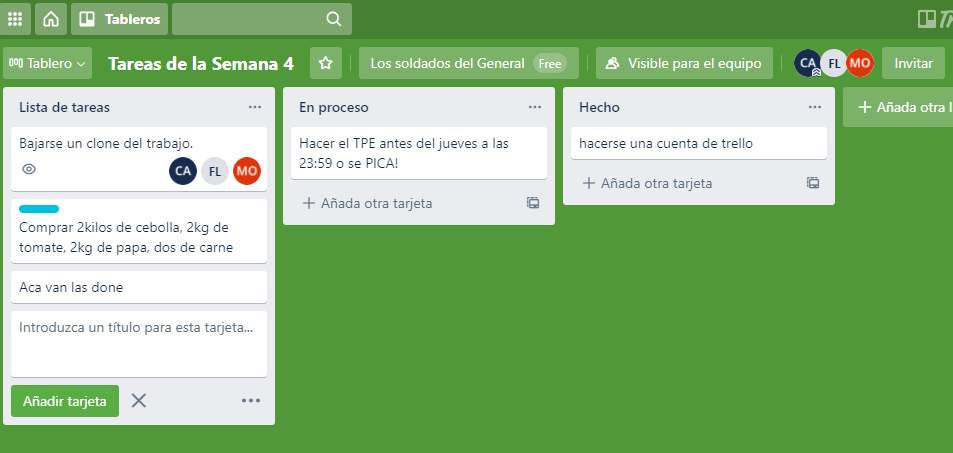 Tableros
Tablero
Tareas de la Semana 4
Los soldados del General Free
Visible para el equipo
CA FL MO
Invitar
Lista de tareas
Bajarse un clone del trabajo.
CA FL MO
Comprar 2kilos de cebolla, 2kg de
tomate, 2kg de papa, dos de carne
Aca van las done
Introduzca un título para esta tarjeta...
Añadir tarjeta
En proceso
Hacer el TPE antes del jueves a las
23:59 o se PICA!
Añada otra tarjeta
Hecho
hacerse una cuenta de trello
Añada otra tarjeta
Añada otra